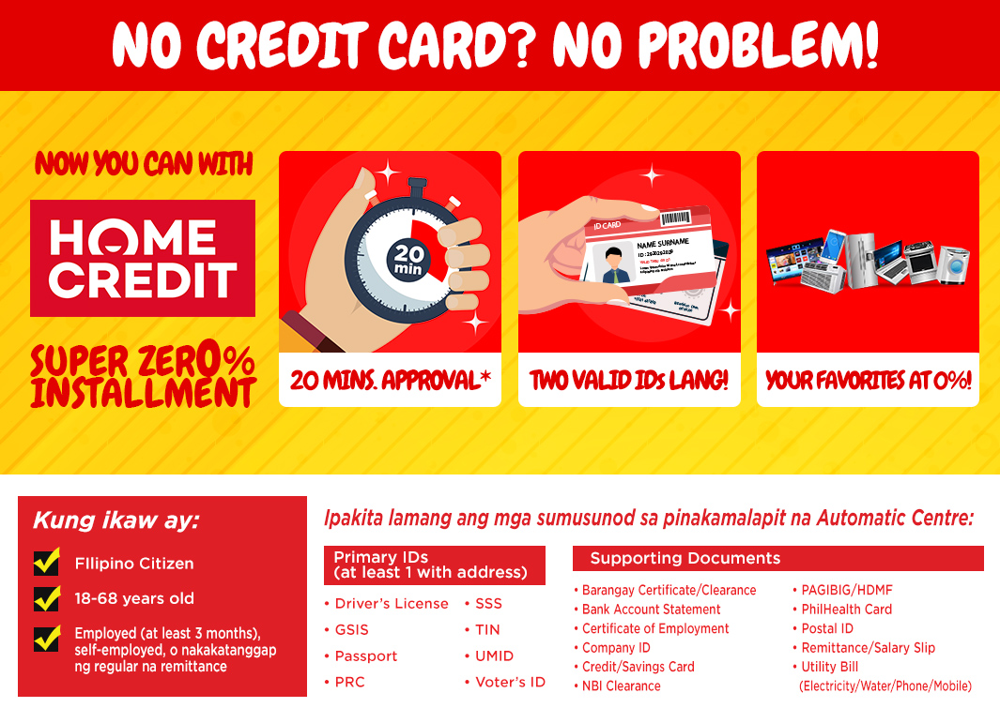 NO CREDIT CARD? NO PROBLEM!
NOW YOU CAN WITH
HOME
CREDIT
SUPER ZERO%
INSTALLMENT
20
min
20 MINS. APPROVAL*
ID CARD
NAME SURNAME
ID : 2920292029
TWO VALID IDs LANG!
YOUR FAVORITES AT 0%!
Kung ikaw ay:
FIlipino Citizen
18-68 years old
Employed (at least 3 months),
self-employed, o nakakatanggap
ng regular na remittance
Ipakita lamang ang mga sumusunod sa pinakamalapit na Automatic Centre:
Primary IDs
(at least 1 with address)
• Driver's License
• GSIS
• Passport
• PRC
• SSS
• TIN
• UMID
• Voter's ID
Supporting Documents
• Barangay Certificate/Clearance
• Bank Account Statement
• Certificate of Employment
• Company ID
• Credit/Savings Card
• NBI Clearance
• PAGIBIG/HDMF
• PhilHealth Card
• Postal ID
• Remittance/Salary Slip
• Utility Bill
(Electricity/Water/Phone/Mobile)